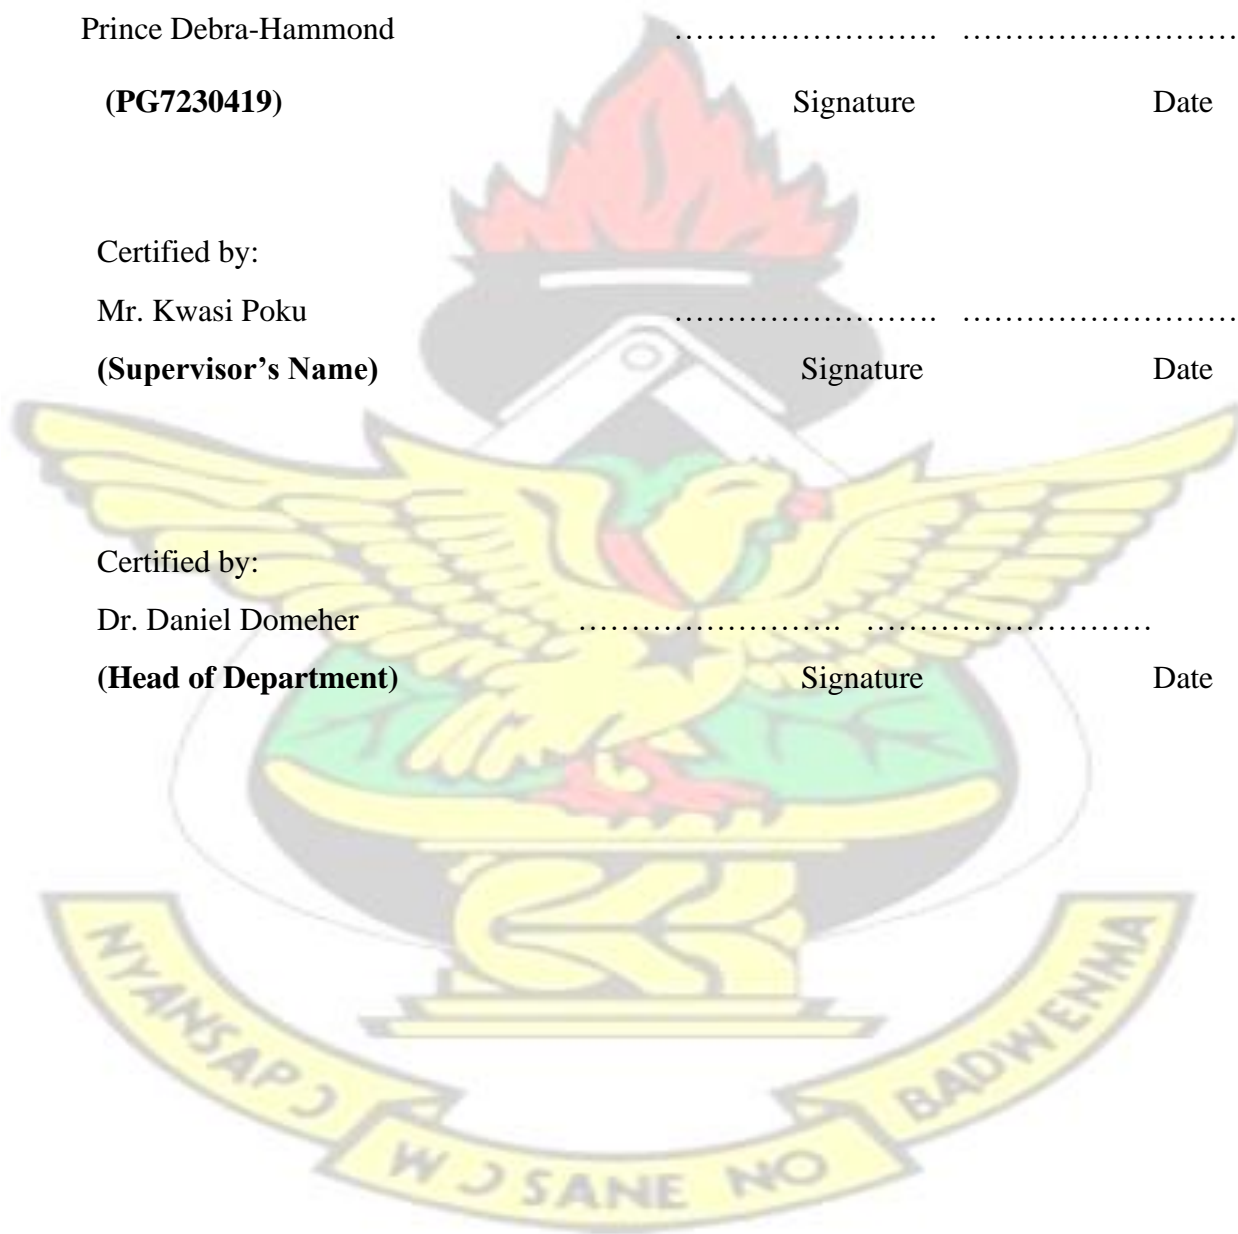 Prince Debra-Hammond ……………………. ………………………
(PG7230419) Signature Date
Certified by:
Mr. Kwasi Poku ……………………. ………………………
(Supervisor’s Name) Signature Date
Certified by:
Dr. Daniel Domeher ……………………. ………………………
(Head of Department) Signature Date
NYANSAPƆ WƆSANE NO BADWENMA